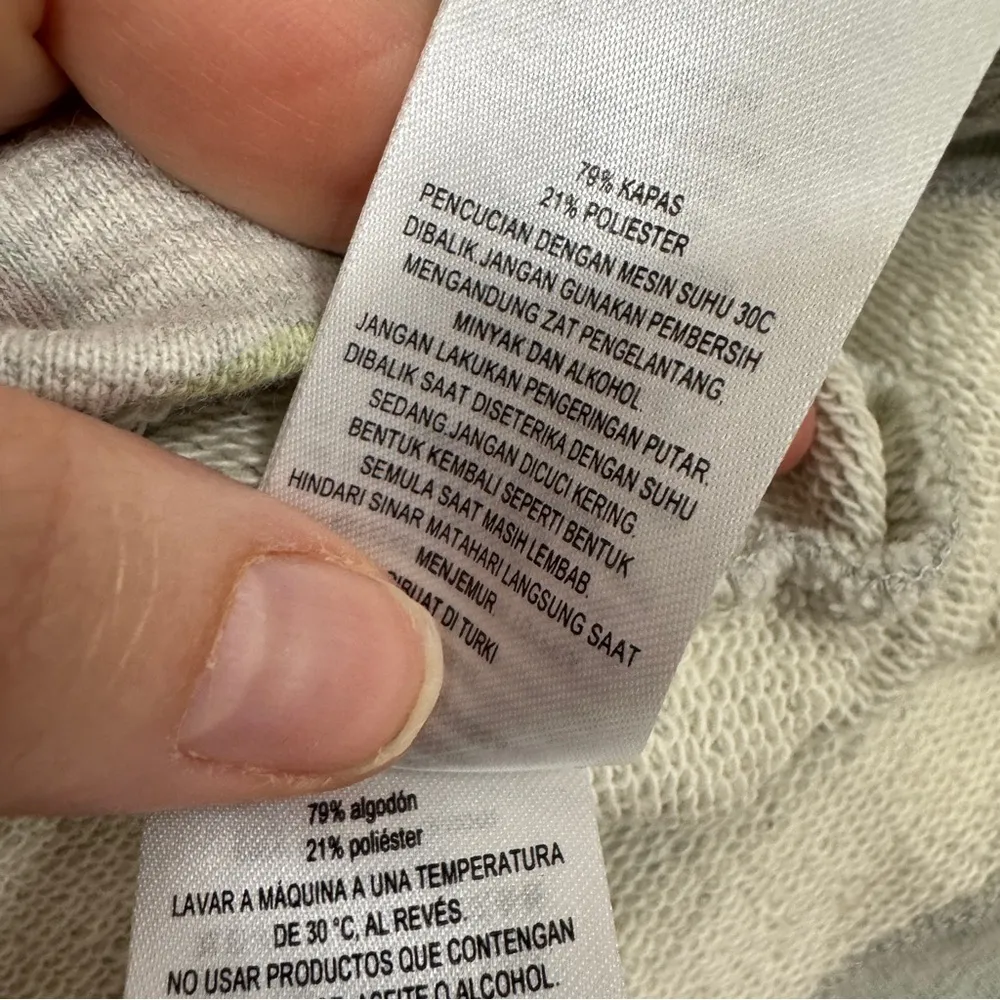 79% KAPAS
21% POLIESTER
PENCUCIAN DENGAN MESIN SUHU 30C
DIBALIK.JANGAN GUNAKAN PEMBERSIH
MENGANDUNG ZAT PENGELANTANG,
MINYAK DAN ALKOHOL.
JANGAN LAKUKAN PENGERINGAN PUTAR.
DIBALIK SAAT DISETERIKA,DENGAN SUHU
SEDANG.JANGAN DICUCI KERING.
BENTUK KEMBALI SEPERTI BENTUK
SEMULA SAAT MASIH LEMBAB.
HINDARI SINAR MATAHARI LANGSUNG SAAT
MENJEMUR.
DIBUAT DI TURKI
79% algodón
21% poliéster
LAVAR A MÁQUINA A UNA TEMPERATURA
DE 30 °C, AL REVÉS.
NO USAR PRODUCTOS QUE CONTENGAN
ACEITE O ALCOHOL.